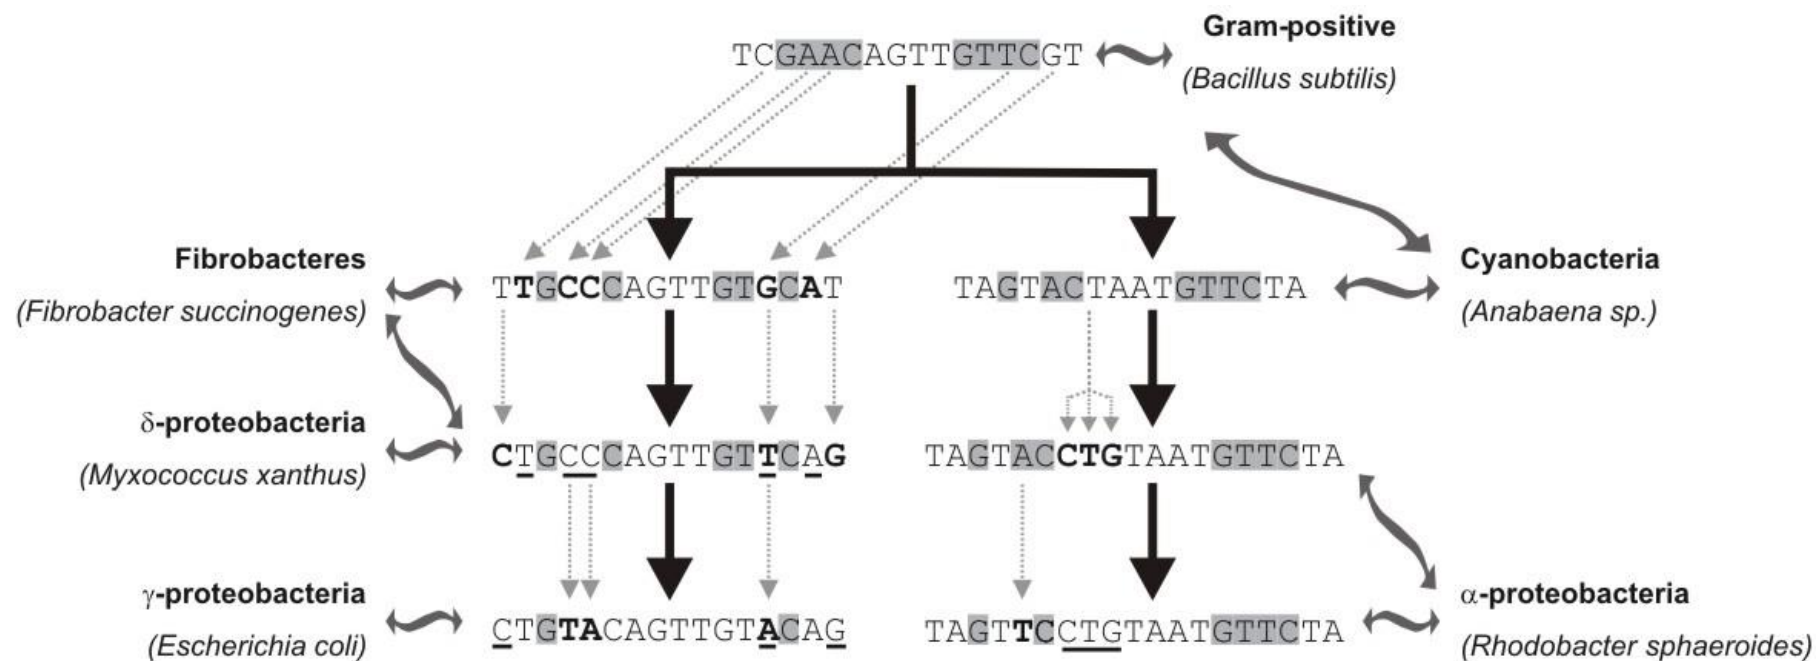 Gram-positive
TCGAACAGTTGTTCGT
(Bacillus subtilis)
Fibrobacteres
TTGCCCAGTTGTGCAT
(Fibrobacter succinogenes)
TAGTACTAATGTTCTA
Cyanobacteria
(Anabaena sp.)
δ-proteobacteria
CTGCCCAGTTGTTCAG
(Myxococcus xanthus)
TAGTACCTGTAATGTTCTA
γ-proteobacteria
CTGTACAGTTGTACAG
(Escherichia coli)
TAGTTCCTGTAATGTTCTA
α-proteobacteria
(Rhodobacter sphaeroides)